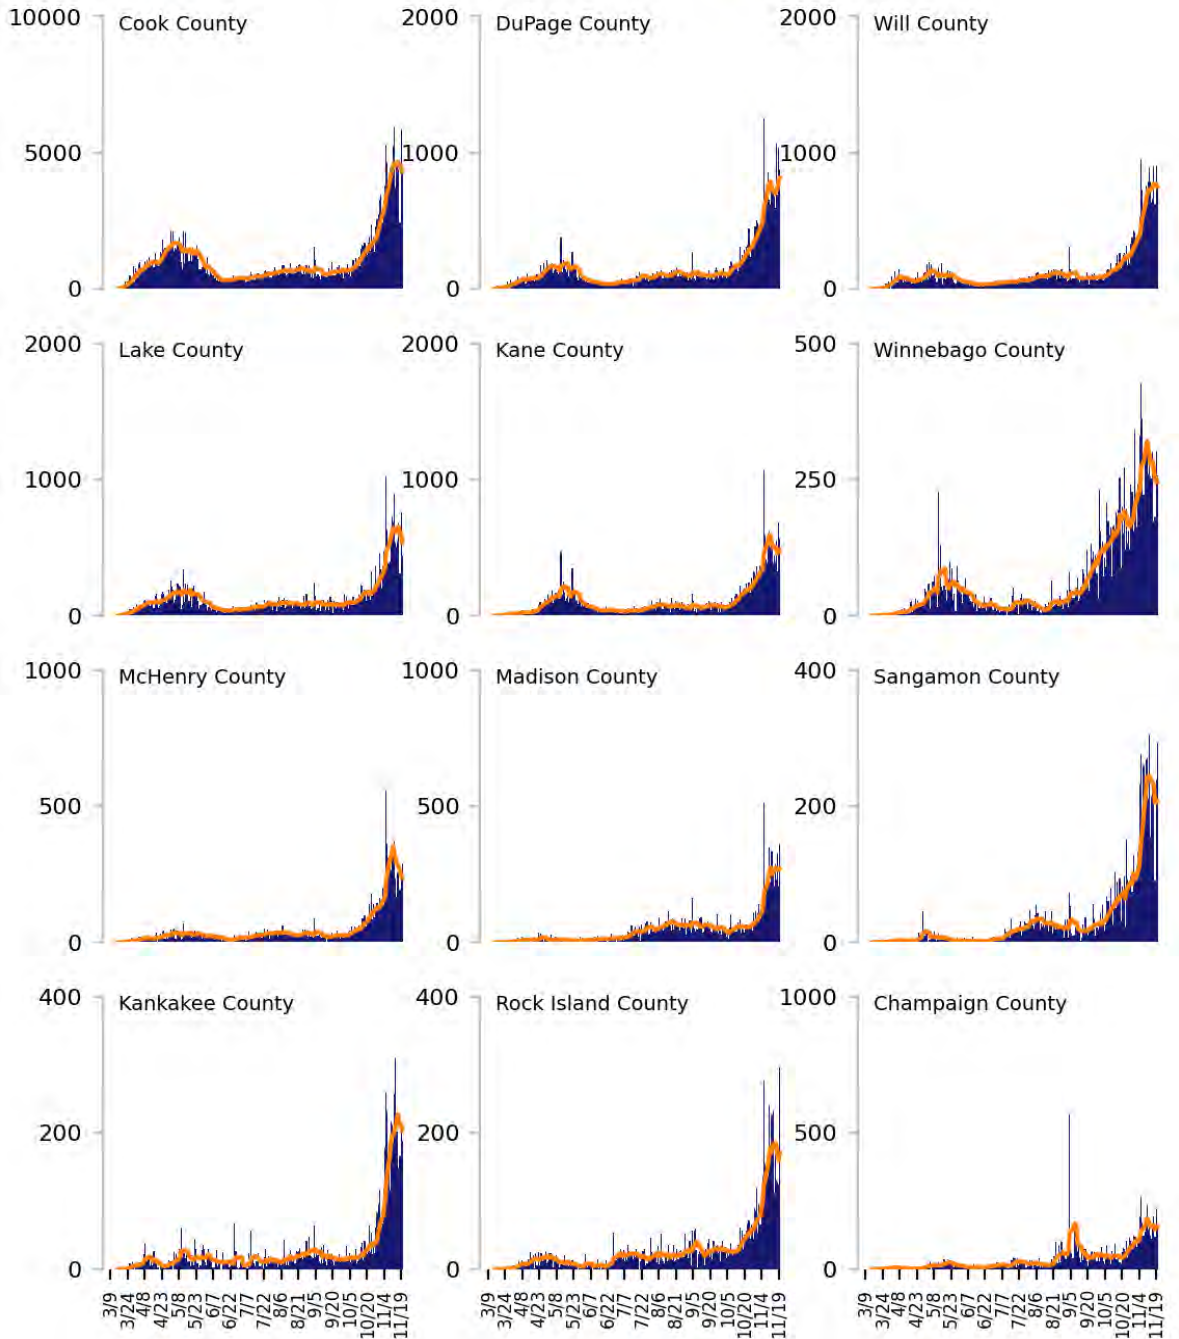 10000 Cook County 2000 DuPage County 2000 Will County
5000 1000 1000
0 0 0
2000 Lake County 2000 Kane County 500 Winnebago County
1000 1000 250
0 0 0
1000 McHenry County 1000 Madison County 400 Sangamon County
500 500 200
0 0 0
400 Kankakee County 400 Rock Island County 1000 Champaign County
200 200 500
0 0 0
3/9 3/24 4/8 4/23 5/8 5/23 6/7 6/22 7/7 7/22 8/6 8/21 9/5 9/20 10/5 10/20 11/4 11/19 3/9 3/24 4/8 4/23 5/8 5/23 6/7 6/22 7/7 7/22 8/6 8/21 9/5 9/20 10/5 10/20 11/4 11/19 3/9 3/24 4/8 4/23 5/8 5/23 6/7 6/22 7/7 7/22 8/6 8/21 9/5 9/20 10/5 10/20 11/4 11/19